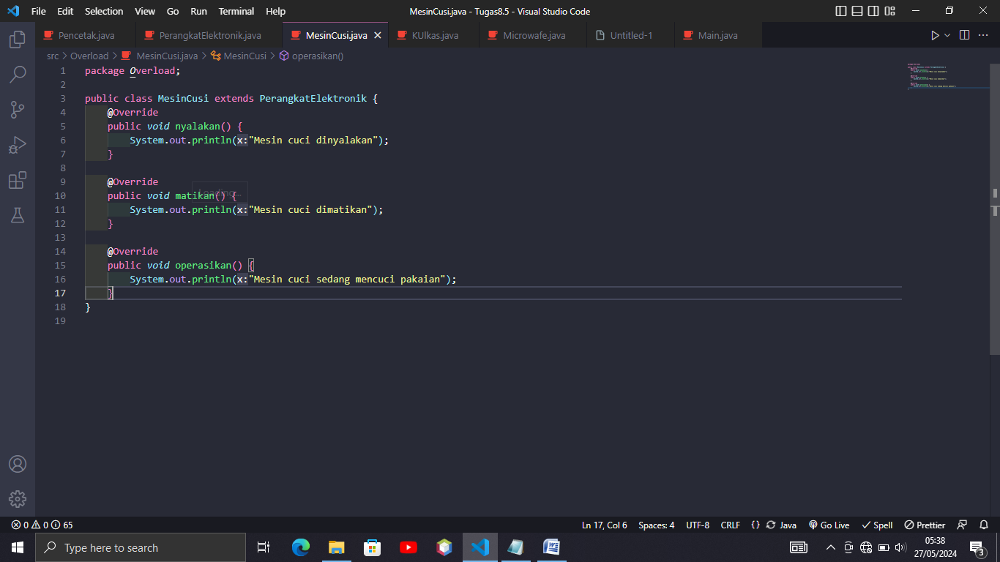 File Edit Selection View Go Run Terminal Help
MesinCusi.java - Tugas8.5 - Visual Studio Code
Pencetak.java PerangkatElektronik.java MesinCusi.java KUlkas.java Microwafe.java Untitled-1 Main.java
src > Overload > MesinCusi.java > MesinCusi > operasikan()
1 package Overload;
2
3 public class MesinCusi extends PerangkatElektronik {
4 @Override
5 public void nyalakan() {
6 System.out.println(x:"Mesin cuci dinyalakan");
7 }
8
9 @Override
10 public void matikan() {
Loading...
11 System.out.println(x:"Mesin cuci dimatikan");
12 }
13
14 @Override
15 public void operasikan() {
16 System.out.println(x:"Mesin cuci sedang mencuci pakaian");
17 }
18 }
19
0 0 65 Ln 17, Col 6 Spaces: 4 UTF-8 CRLF {} Java Go Live Spell Prettier
Type here to search
05:38
27/05/2024
3